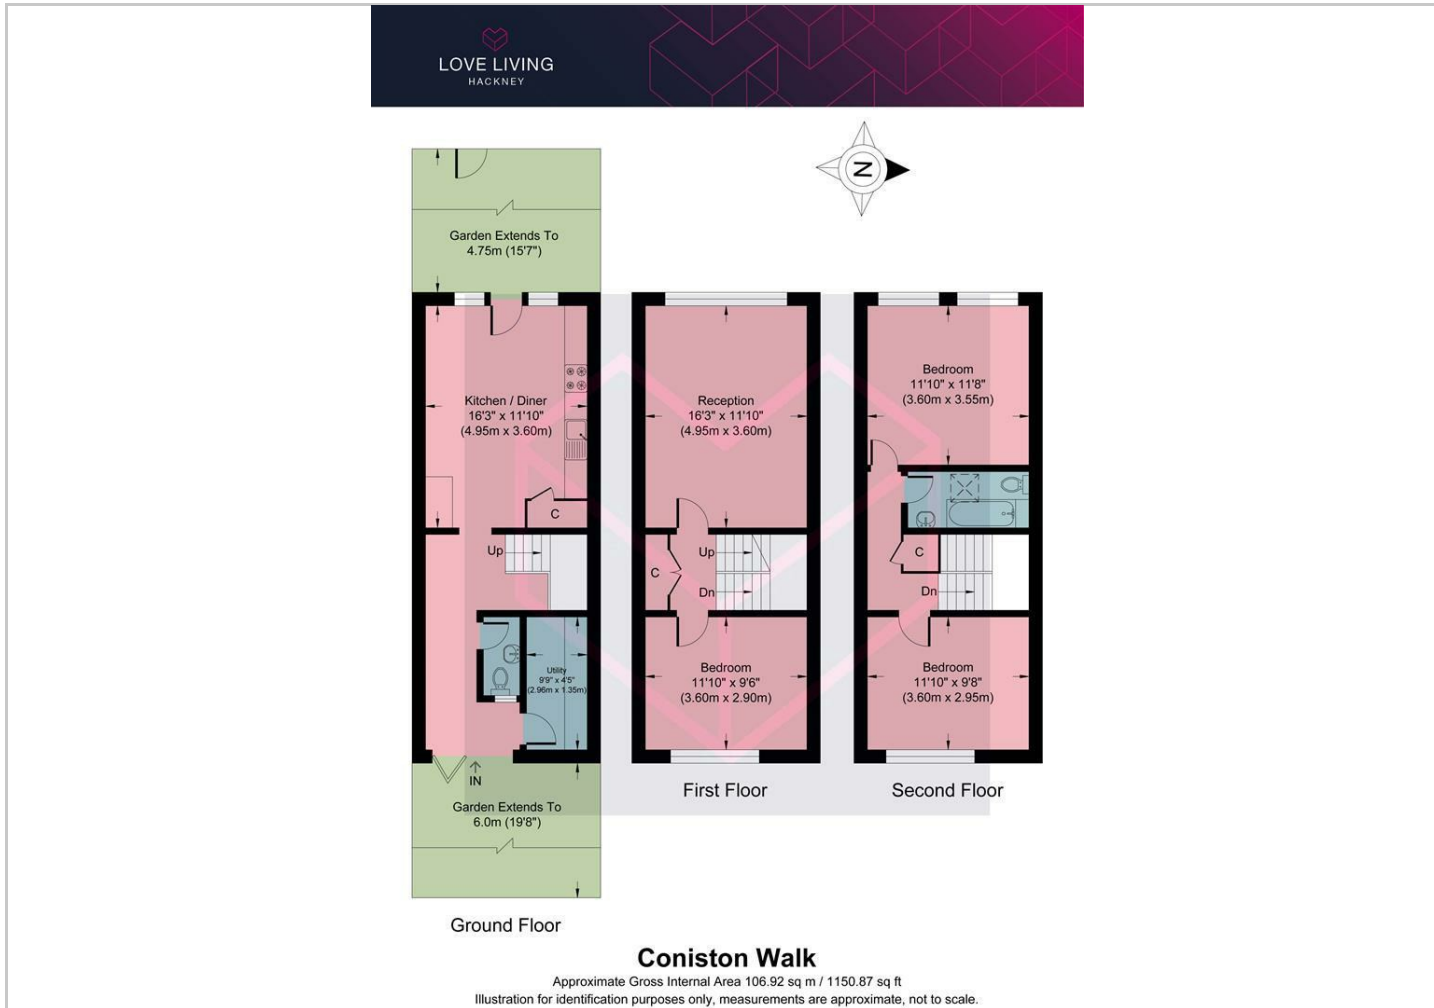 LOVE LIVING
HACKNEY
N
Garden Extends To
4.75m (15'7")
Kitchen / Diner
16'3" x 11'10"
(4.95m x 3.60m)
C
Up
Utility
9'9" x 4'5"
(2.96m x 1.35m)
IN
Garden Extends To
6.0m (19'8")
Ground Floor
Reception
16'3" x 11'10"
(4.95m x 3.60m)
Up
C
Dn
Bedroom
11'10" x 9'6"
(3.60m x 2.90m)
First Floor
Bedroom
11'10" x 11'8"
(3.60m x 3.55m)
C
Dn
Bedroom
11'10" x 9'8"
(3.60m x 2.95m)
Second Floor
Coniston Walk
Approximate Gross Internal Area 106.92 sq m / 1150.87 sq ft
Illustration for identification purposes only, measurements are approximate, not to scale.